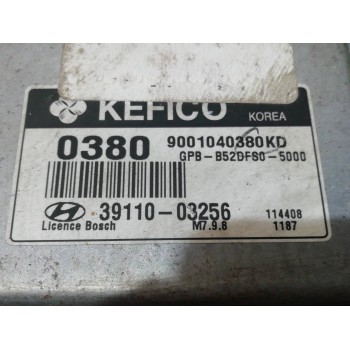 KEFICO KOREA
0380 9001040380KD
GPB-B52DFS0-5000
39110-03256 114408
Licence Bosch M7.9.8 1187